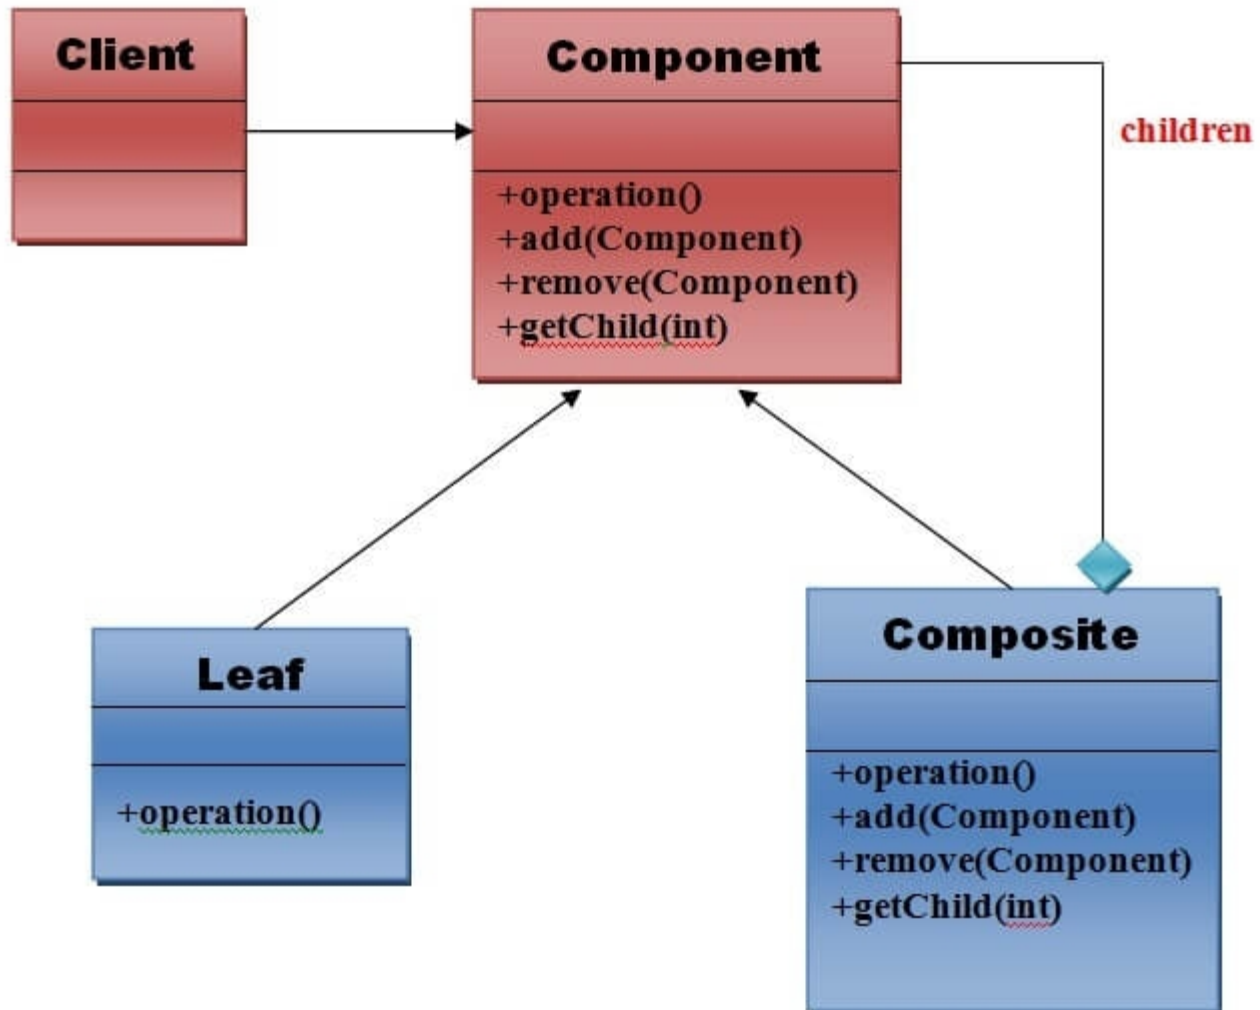 Client
Component
children
+operation()
+add(Component)
+remove(Component)
+getChild(int)
Leaf
+operation()
Composite
+operation()
+add(Component)
+remove(Component)
+getChild(int)